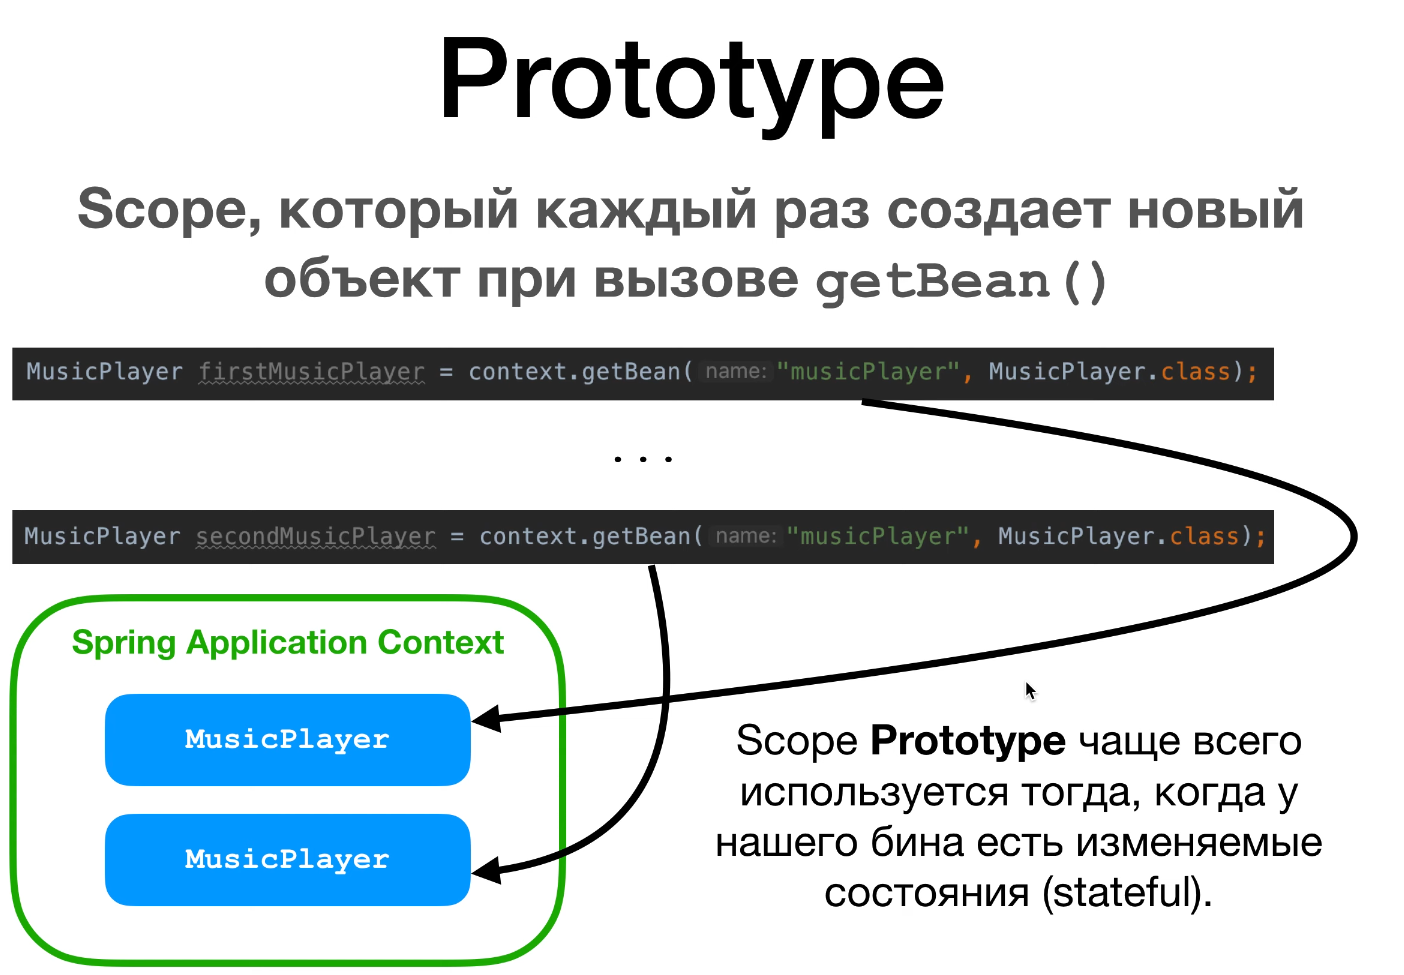 Prototype
Scope, который каждый раз создает новый
объект при вызове getBean()
MusicPlayer firstMusicPlayer = context.getBean( name: "musicPlayer", MusicPlayer.class);
...
MusicPlayer secondMusicPlayer = context.getBean( name: "musicPlayer", MusicPlayer.class);
Spring Application Context
MusicPlayer
MusicPlayer
Scope Prototype чаще всего
используется тогда, когда у
нашего бина есть изменяемые
состояния (stateful).